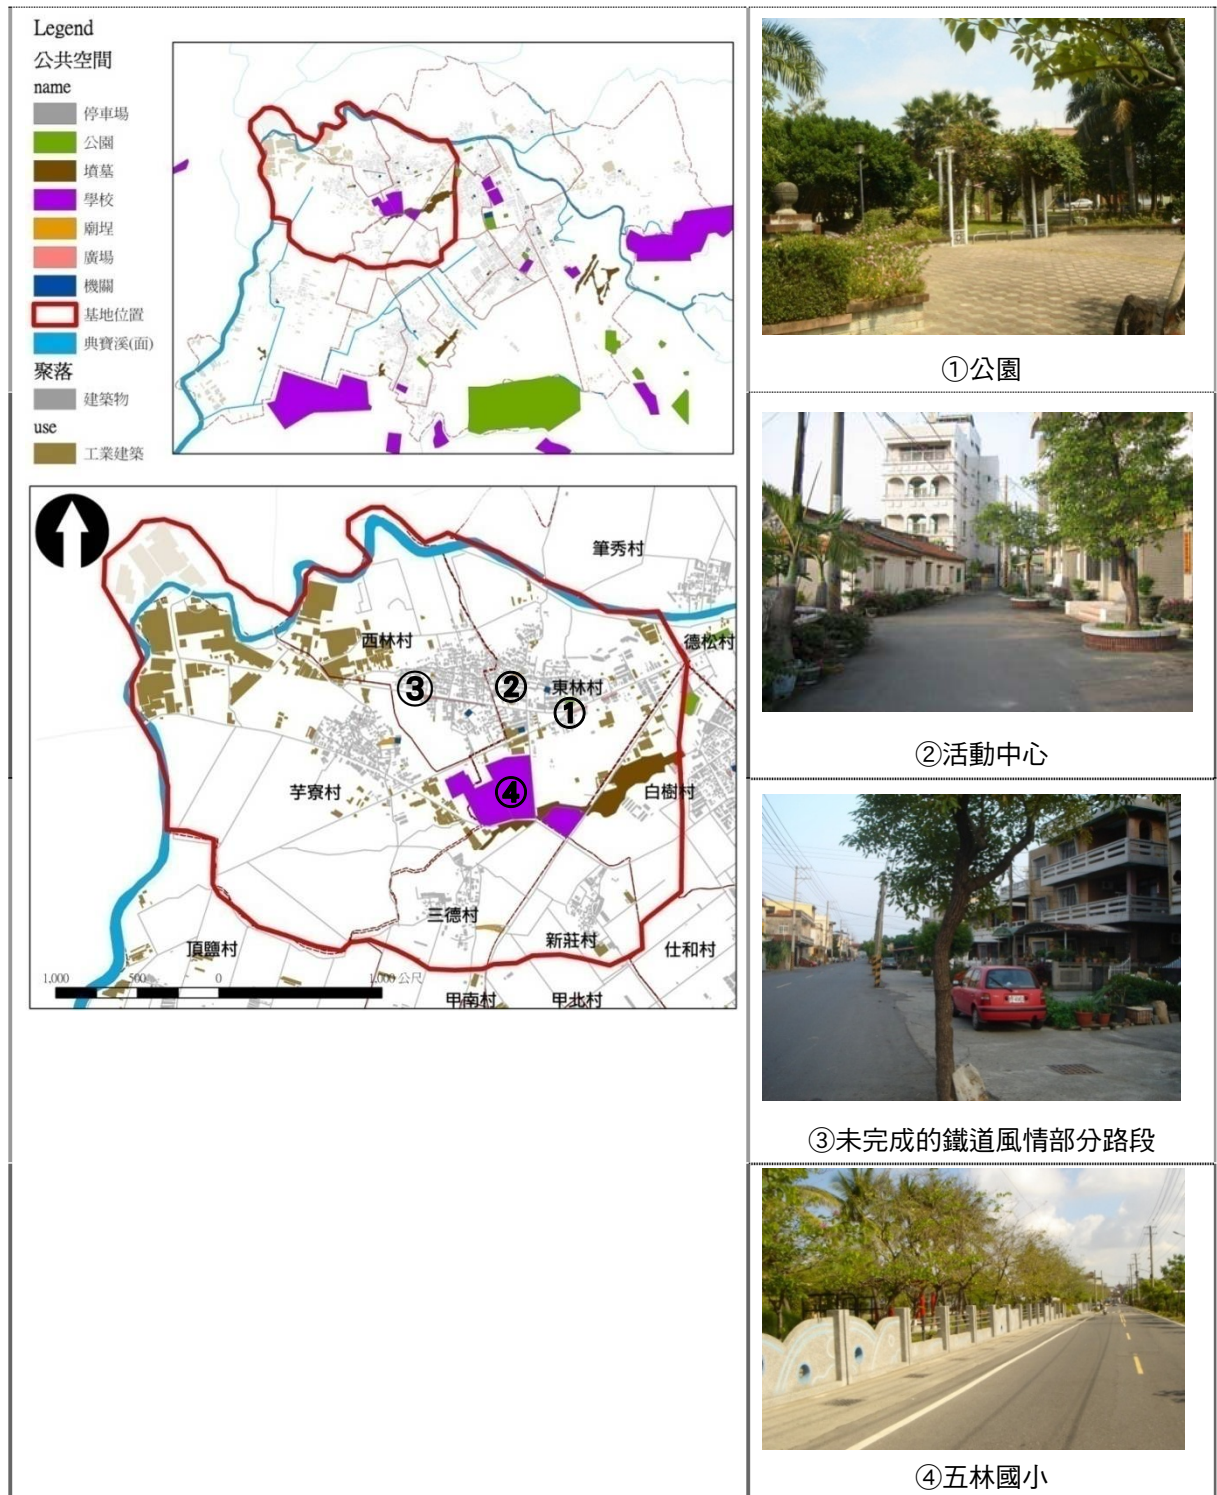 Legend
公共空間
name
停車場
公園
墳墓
學校
廟埕
廣場
機關
基地位置
典寶溪(面)
聚落
建築物
use
工業建築
①公園
筆秀村
西林村
德松村
③
②
東林村
①
芋寮村
④
白樹村
三德村
新莊村
頂鹽村
仕和村
1,000 500 0 1,000 公尺
甲南村
甲北村
②活動中心
③未完成的鐵道風情部分路段
④五林國小